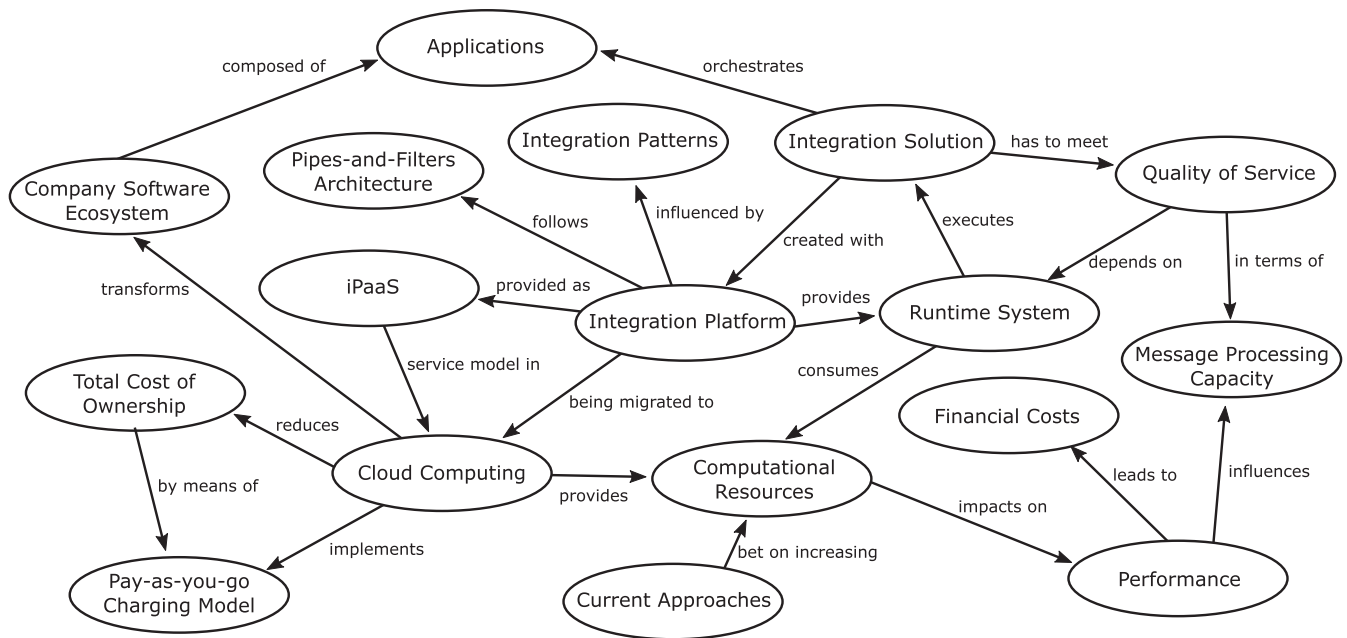 Applications
composed of
orchestrates
Integration Patterns
Integration Solution
has to meet
Pipes-and-Filters
Architecture
Quality of Service
Company Software
Ecosystem
follows
influenced by
executes
created with
depends on
in terms of
transforms
iPaaS
provided as
provides
Integration Platform
Runtime System
Message Processing
Capacity
service model in
consumes
Total Cost of
Ownership
being migrated to
Financial Costs
reduces
Cloud Computing
Computational
Resources
leads to
influences
by means of
provides
impacts on
implements
bet on increasing
Pay-as-you-go
Charging Model
Current Approaches
Performance